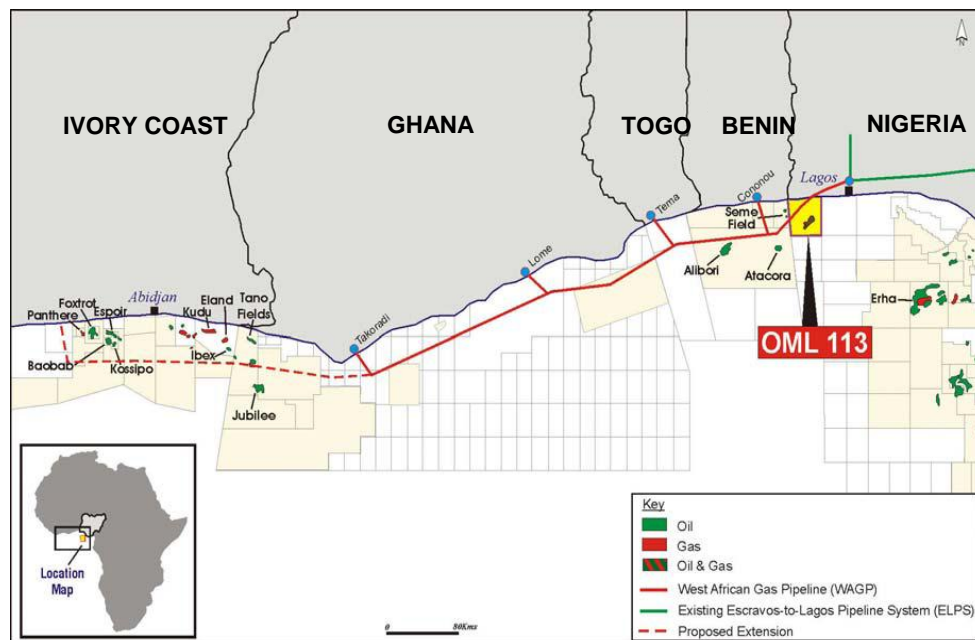 N
IVORY COAST
GHANA
TOGO
BENIN
NIGERIA
Lagos
Cononou
Tema
Seme
Field
Lome
Alibori
Atacora
Erha
OML 113
Abidjan
Foxtrot
Panthere
Espoir
Eland
Kudu
Tano
Fields
Ibex
Baobab
Kossipo
Takoradi
Jubilee
Location
Map
0 80Kms
Key
Oil
Gas
Oil & Gas
West African Gas Pipeline (WAGP)
Existing Escravos-to-Lagos Pipeline System (ELPS)
Proposed Extension